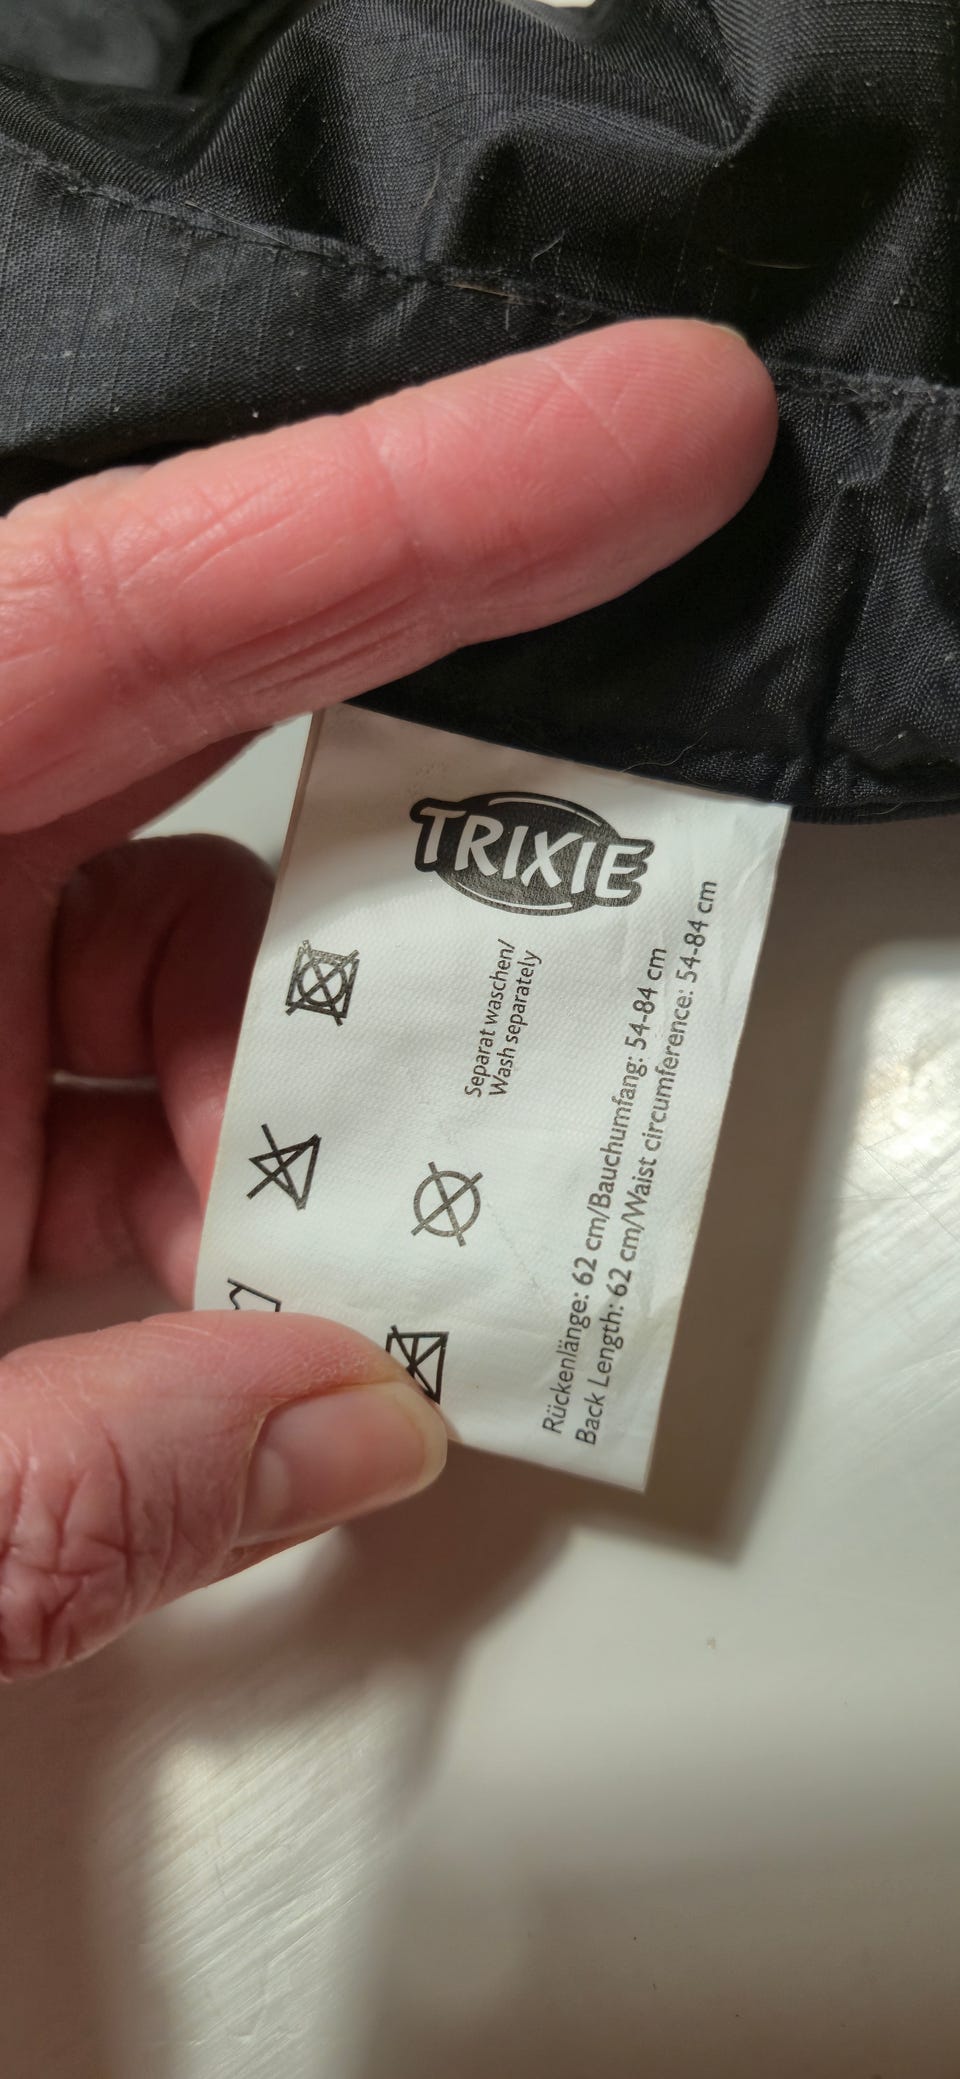 TRIXIE
Separat waschen/
Wash separately
Rückenlänge: 62 cm/Bauchumfang: 54-84 cm
Back Length: 62 cm/Waist circumference: 54-84 cm